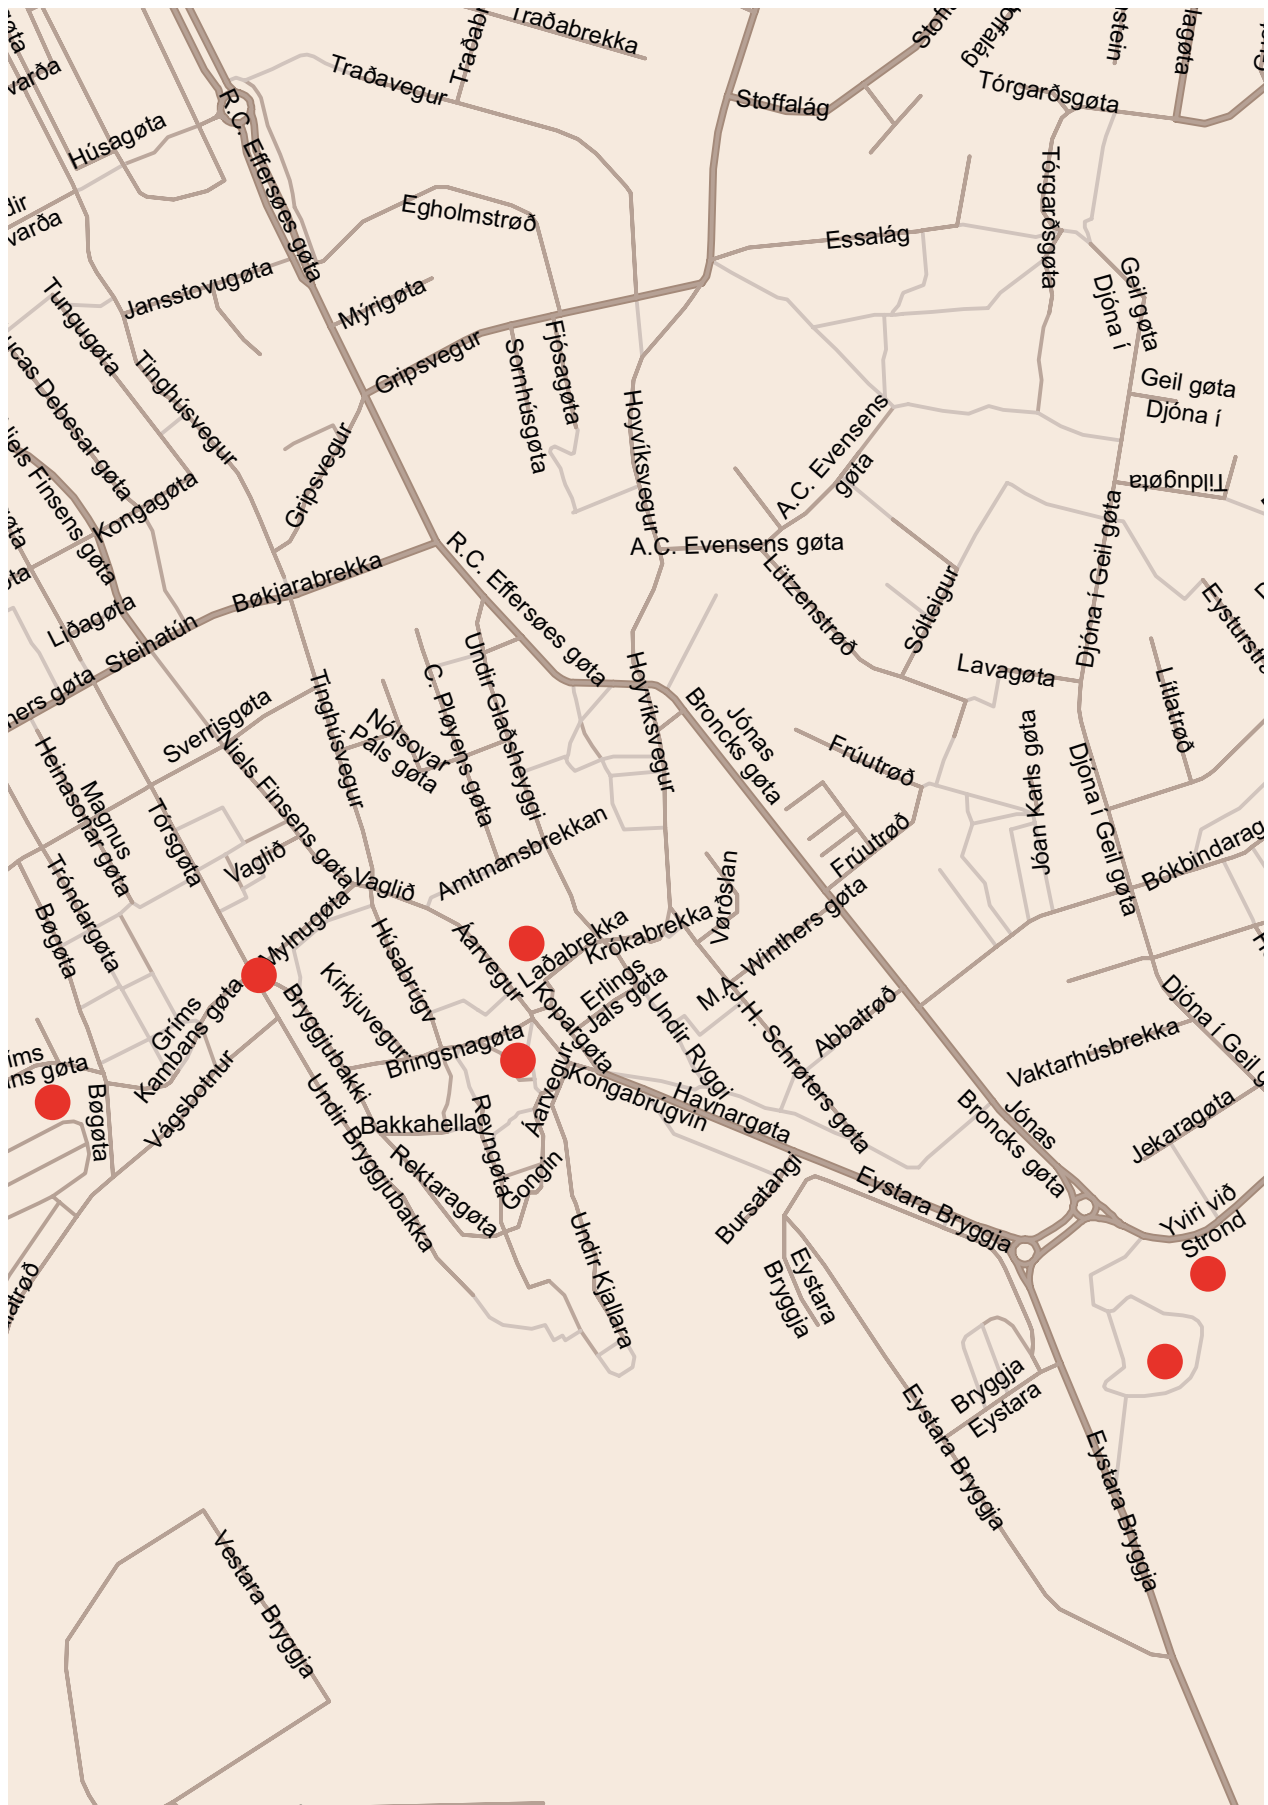 Traðabrekka
Traðavegur
Stoffalág
Tórgarðsgøta
Húsagøta
R.C. Effersøes gøta
Egholmstrøð
Essalág
Tórgarðsgøta
varða
varða
Jansstovugøta
Mýrigøta
Geil gøta
Djóna í
Tungugøta
Tinghúsvegur
Gripsvegur
Sornhúsgøta
Fjósagøta
Hoyvíksvegur
Geil gøta
Djóna í
Gripsvegur
A.C. Evensens
gøta
Tildugøta
Kongagøta
A.C. Evensens gøta
Djóna í Geil gøta
Bøkjarabrekka
R.C. Effersøes gøta
Lützenstrøð
Sólteigur
Liðagøta
Steinatún
Lavagøta
Lítlatrøð
Sverrisgøta
Tinghúsvegur
Nólsoyar
Páls gøta
C. Pløyens gøta
Undir Glaðsheyggi
Hoyvíksvegur
Jónas
Broncks gøta
Frúutrøð
Jóan Karls gøta
Djóna í Geil gøta
Magnus
Heinasonar gøta
Tórsgøta
Niels Finsens gøta
Amtmansbrekkan
Frúutrøð
Vaglið
Vaglið
Tróndargøta
Bøgøta
Mylnugøta
Húsabrúgv
Áarvegur
Laðabrekka
Krókabrekka
Vørðslan
M.A. Winthers gøta
Kirkjuvegur
Erlings
Jals gøta
Gríms
Kambans gøta
Bryggjubakki
Bringsnagøta
Kopargøta
Undir Ryggi
J.H. Schrøters gøta
Abbatrøð
Vaktarhúsbrekka
Vágsbotnur
Bøgøta
Undir Bryggjubakka
Bakkahella
Reyngøta
Áarvegur
Kongabrúgvin
Havnargøta
Jónas
Broncks gøta
Jekaragøta
Rektaragøta
Gongin
Bursatangi
Eystara Bryggja
Yviri við
Strond
Undir Kjallara
Eystara
Bryggja
Bryggja
Eystara
Eystara Bryggja
Eystara Bryggja
Vestara Bryggja